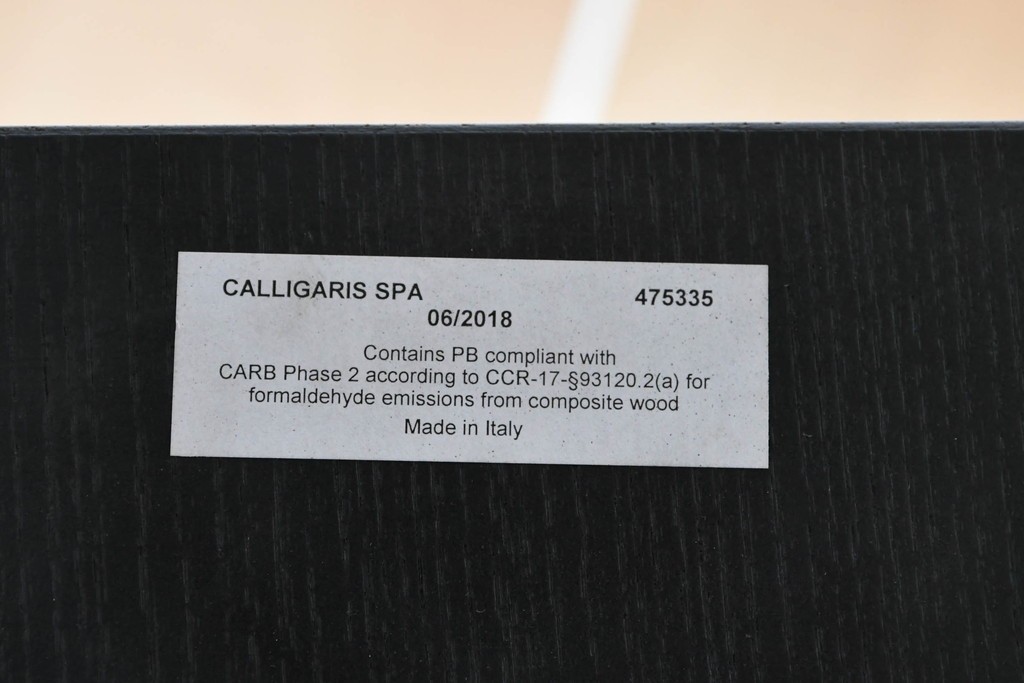 CALLIGARIS SPA 475335
06/2018
Contains PB compliant with
CARB Phase 2 according to CCR-17-§93120.2(a) for
formaldehyde emissions from composite wood
Made in Italy